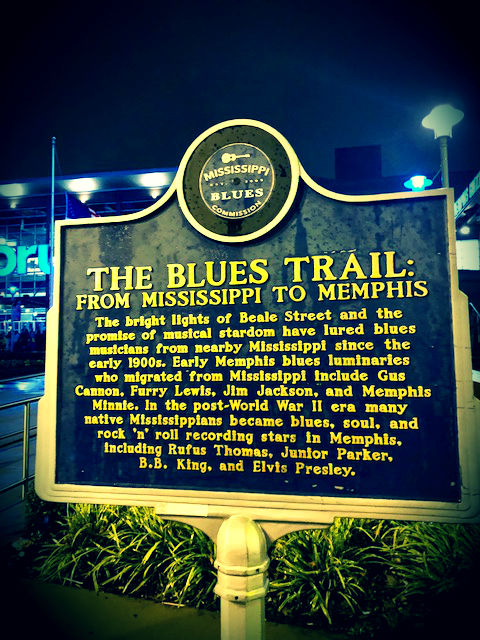 MISSISSIPPI
BLUES
COMMISSION
THE BLUES TRAIL:
FROM MISSISSIPPI TO MEMPHIS
The bright lights of Beale Street and the
promise of musical stardom have lured blues
musicians from nearby Mississippi since the
early 1900s. Early Memphis blues luminaries
who migrated from Mississippi include Gus
Cannon, Furry Lewis, Jim Jackson, and Memphis
Minnie. In the post-World War II era many
native Mississippians became blues, soul, and
rock 'n' roll recording stars in Memphis,
including Rufus Thomas, Junior Parker,
B.B. King, and Elvis Presley.